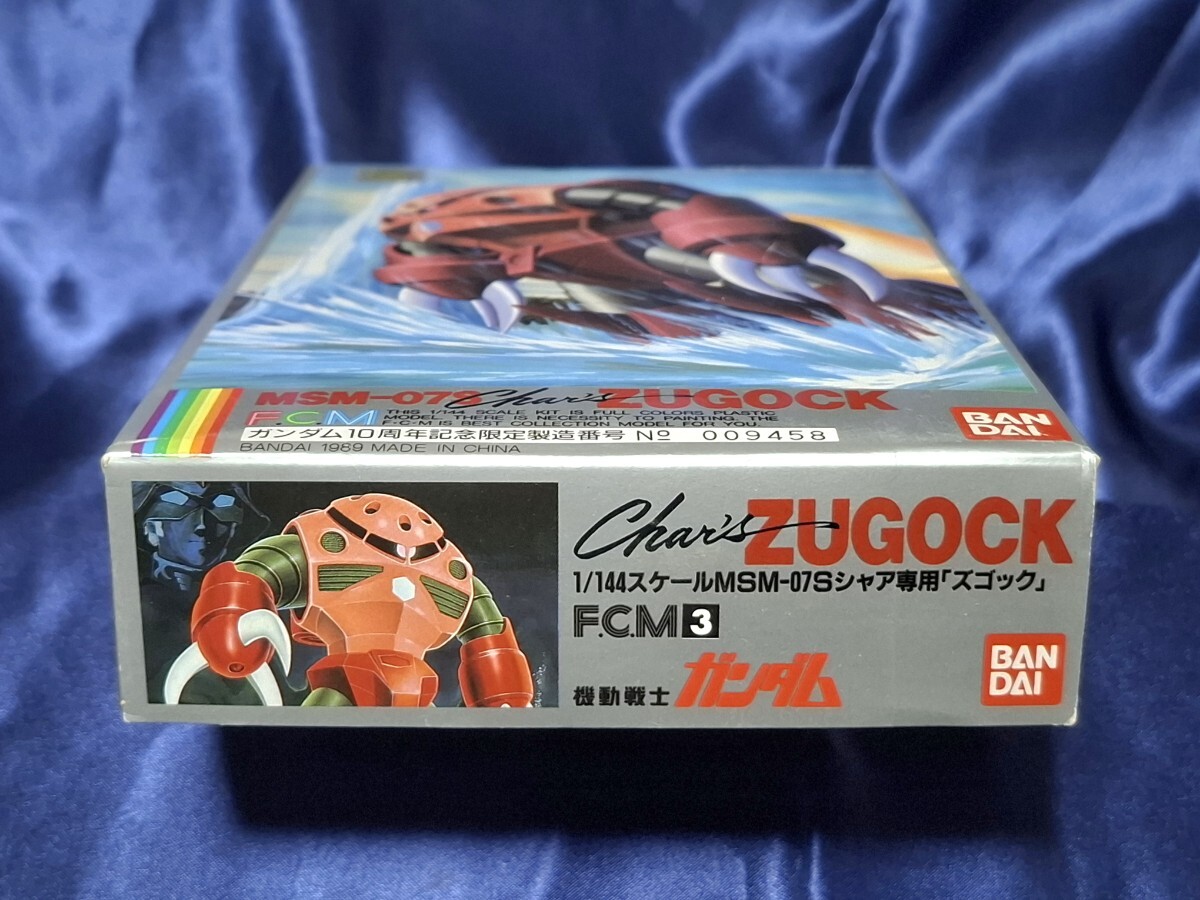 MSM-07S Char's ZUGOCK
F.C.M
THIS 1/144 SCALE KIT IS FULL COLORS PLASTIC
MODEL. THERE IS NECESSITY TO PAINTING. THE
F·C·M IS BEST COLLECTION MODEL FOR YOU.
BAN
DAI
ガンダム10周年記念限定製造番号 No 009458
BANDAI 1989 MADE IN CHINA
Char's ZUGOCK
1/144スケールMSM-07Sシャア専用「ズゴック」
F.C.M 3
機動戦士 ガンダム
BAN
DAI